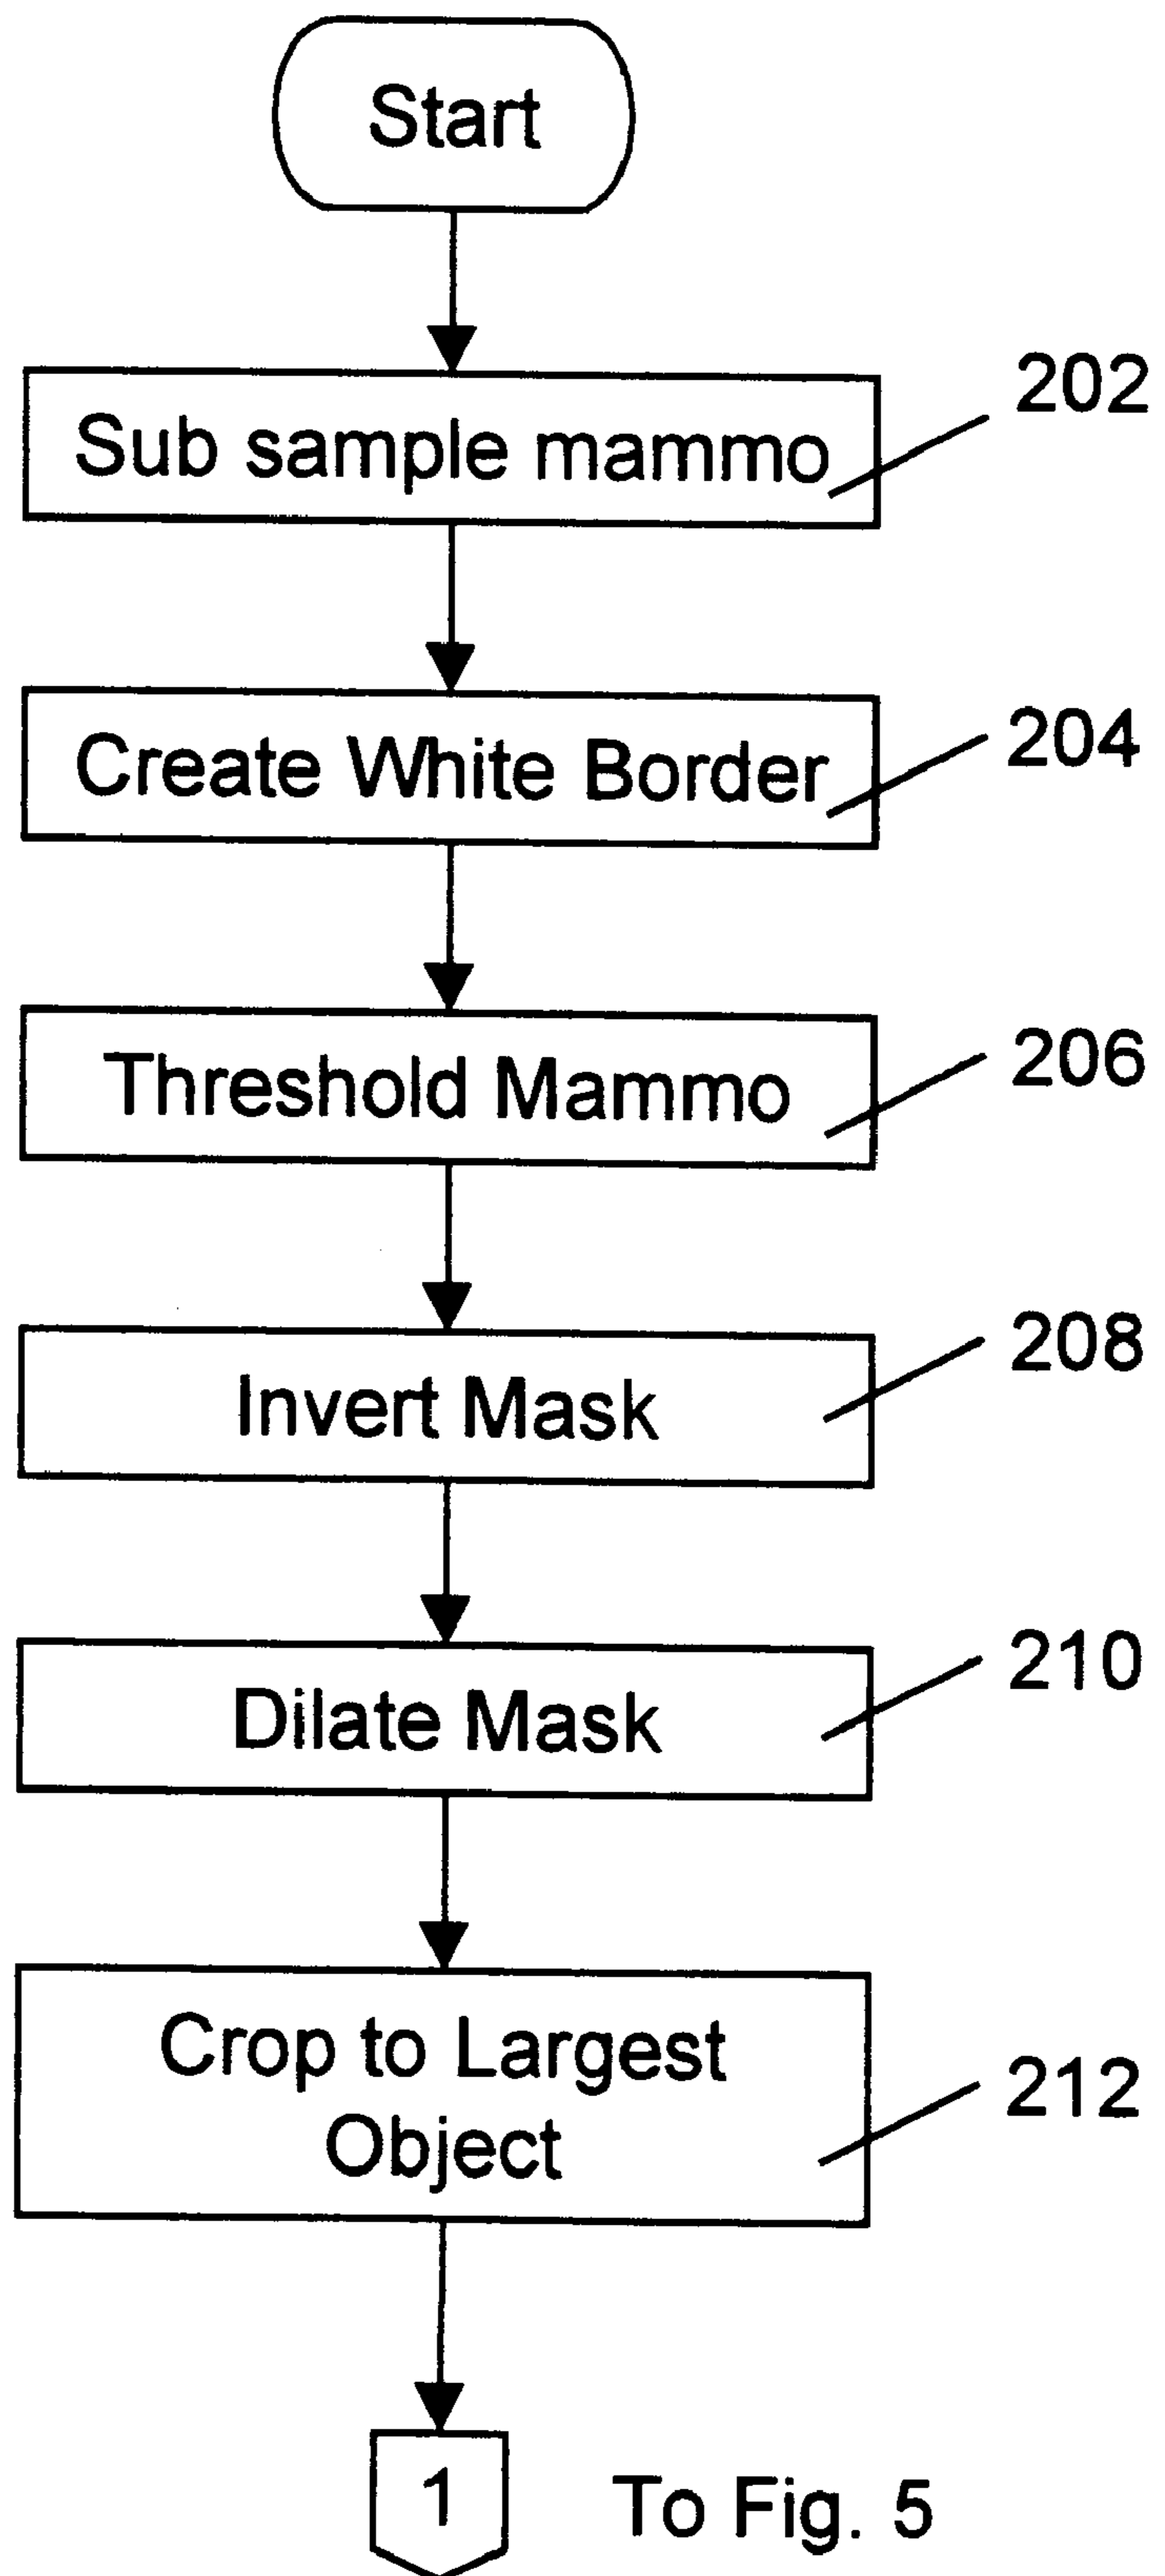 Start
Sub sample mammo
202
Create White Border
204
Threshold Mammo
206
Invert Mask
208
Dilate Mask
210
Crop to Largest
Object
212
1
To Fig. 5